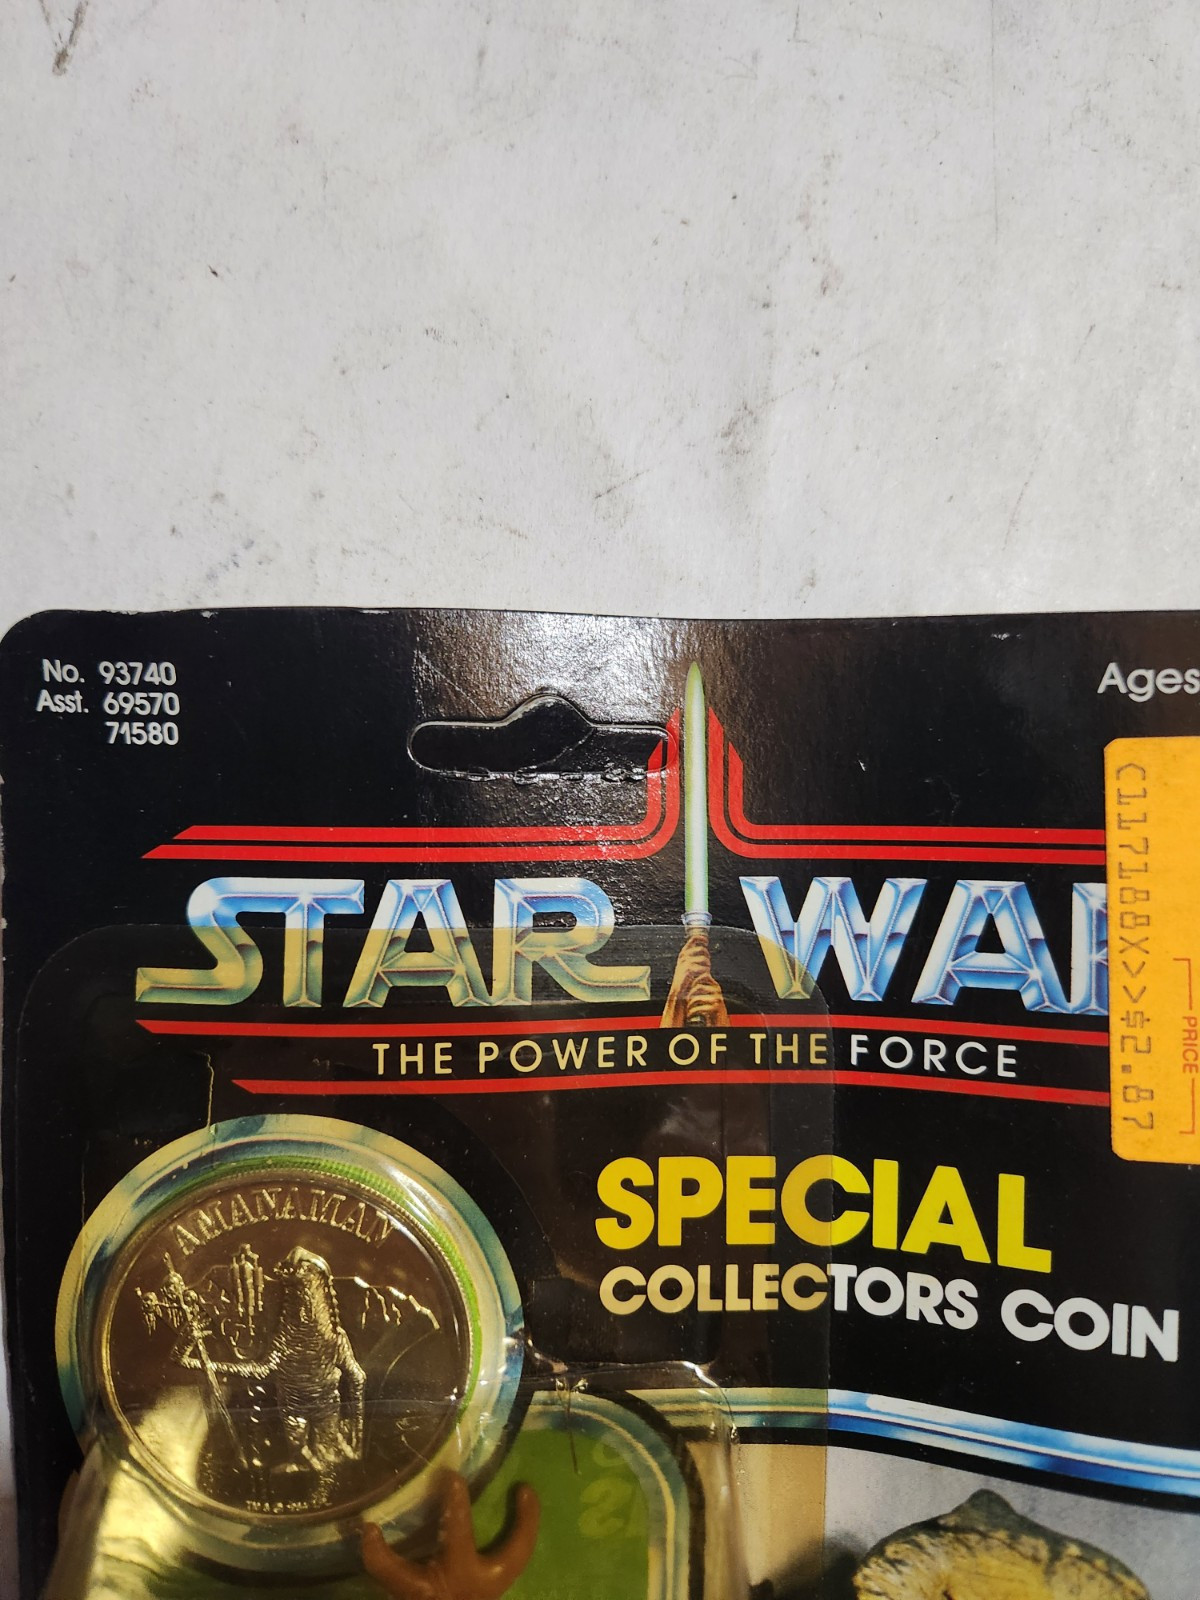 No. 93740
Asst. 69570
71580
Ages
STAR WAR
THE POWER OF THE FORCE
(11718BX>>$2.87
PRICE
AMANAMAN
SPECIAL
COLLECTORS COIN